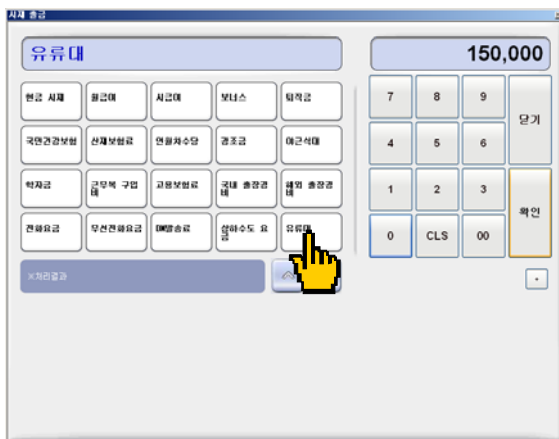 시재 출금
유류대
150,000
현금 시재
월급여
시급여
보너스
퇴직금
국민건강보험
산재보험료
연월차수당
경조금
야근식대
학자금
근무복 구입
비
고용보험료
국내 출장경
비
해외 출장경
비
전화요금
무선전화요금
DM발송료
상하수도 요
금
유류대
7
8
9
닫기
4
5
6
1
2
3
확인
0
CLS
00
※처리결과
+